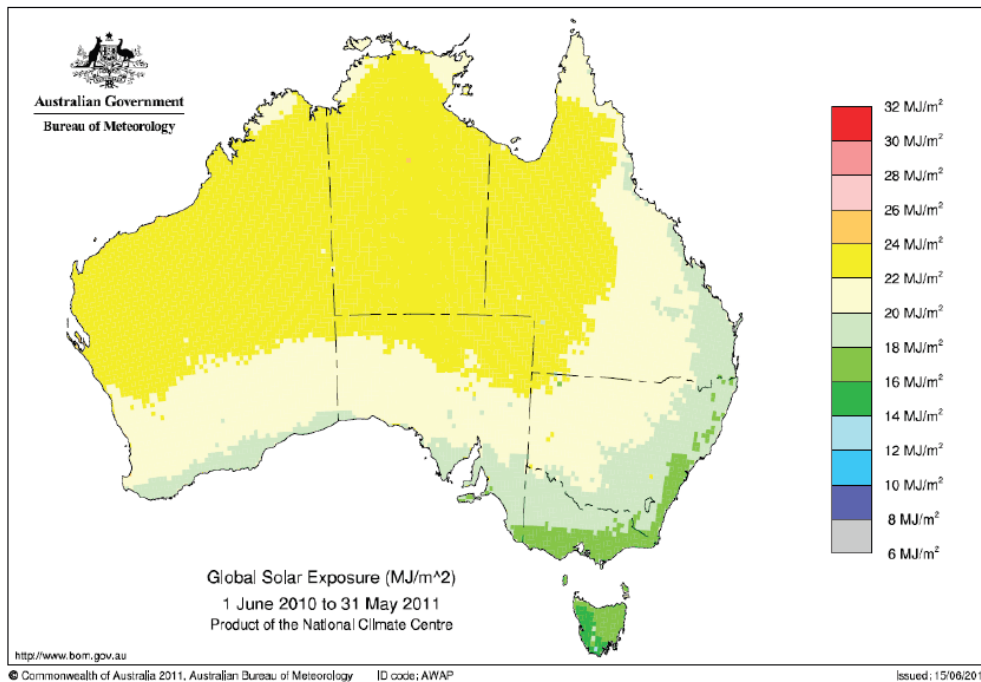 Australian Government
Bureau of Meteorology
32 MJ/m²
30 MJ/m²
28 MJ/m²
26 MJ/m²
24 MJ/m²
22 MJ/m²
20 MJ/m²
18 MJ/m²
16 MJ/m²
14 MJ/m²
12 MJ/m²
10 MJ/m²
8 MJ/m²
6 MJ/m²
Global Solar Exposure (MJ/m^2)
1 June 2010 to 31 May 2011
Product of the National Climate Centre
http://www.bom.gov.au
© Commonwealth of Australia 2011, Australian Bureau of Meteorology ID code; AWAP Issued; 15/06/201